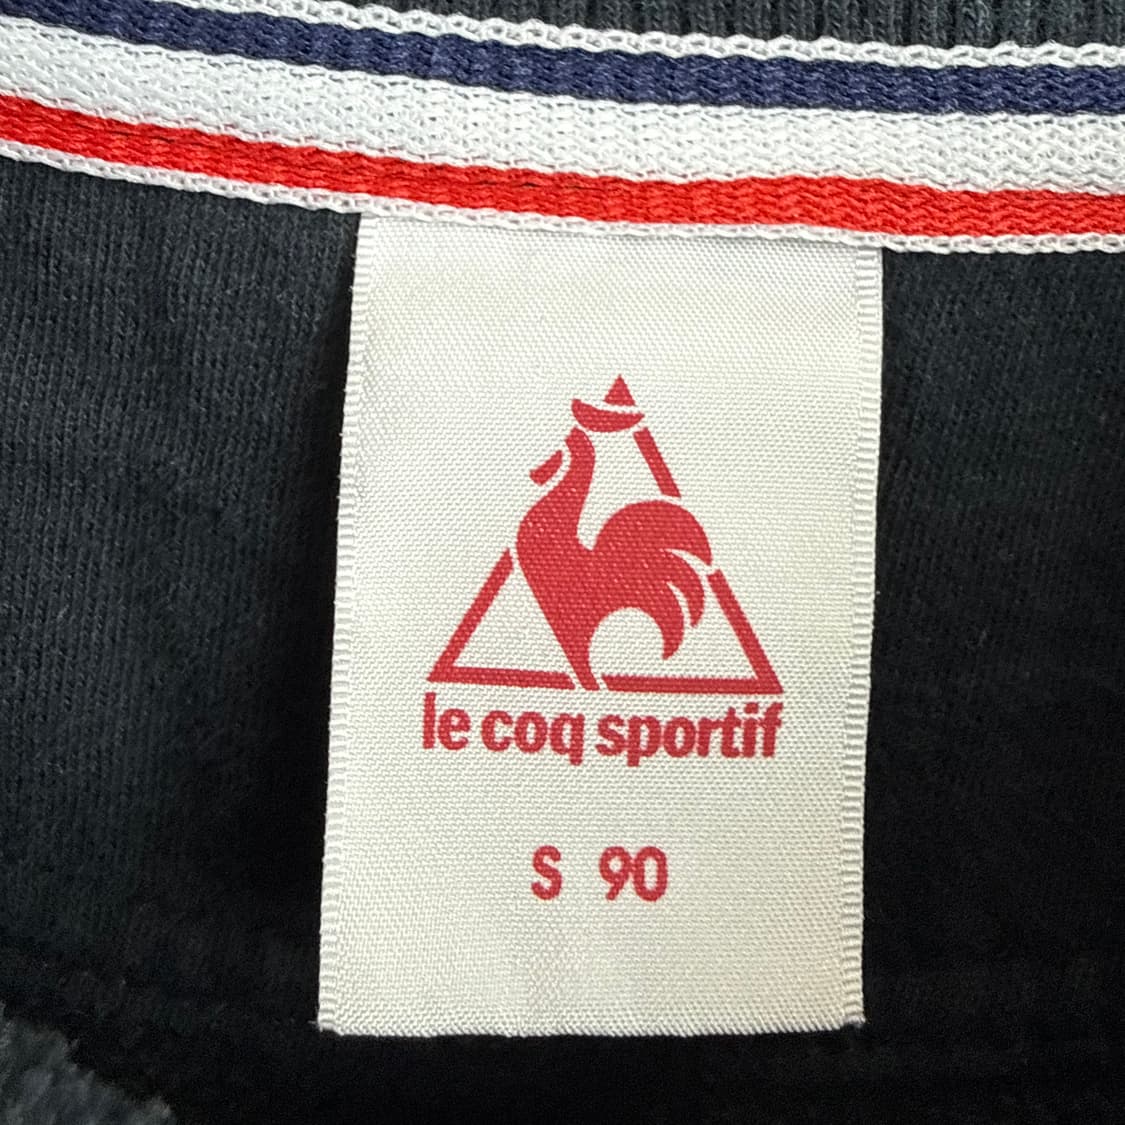 le coq sportif
S 90